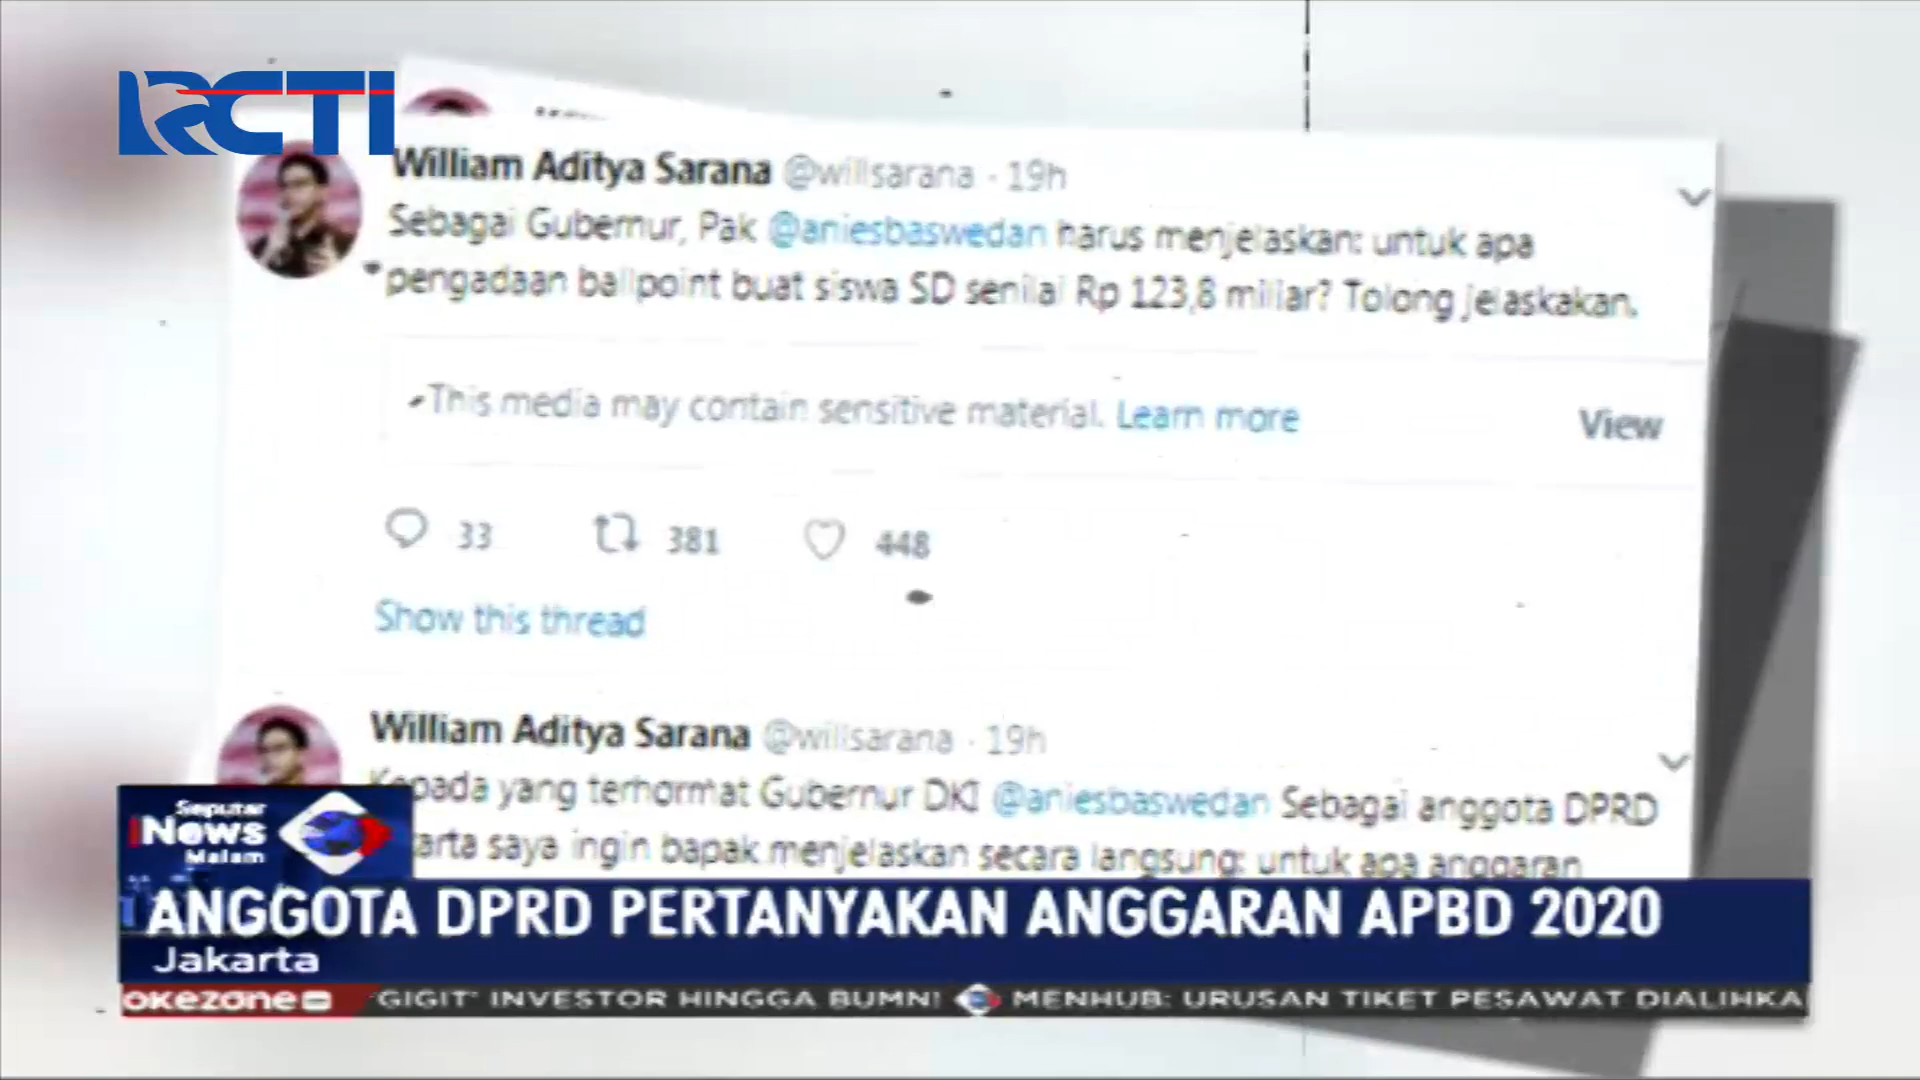 RCTI
William Aditya Sarana @willsarana · 19h
Sebagai Gubernur, Pak @aniesbaswedan harus menjelaskan: untuk apa
pengadaan ballpoint buat siswa SD senilai Rp 123,8 miliar? Tolong jelaskakan.
This media may contain sensitive material. Learn more
View
33 381 448
Show this thread
William Aditya Sarana @willsarana · 19h
Kepada yang terhormat Gubernur DKI @aniesbaswedan Sebagai anggota DPRD
arta saya ingin bapak menjelaskan secara langsung: untuk apa anggaran
Seputar
iNews
Malam
ANGGOTA DPRD PERTANYAKAN ANGGARAN APBD 2020
Jakarta
okezone
'GIGIT' INVESTOR HINGGA BUMN! MENHUB: URUSAN TIKET PESAWAT DIALIHKA